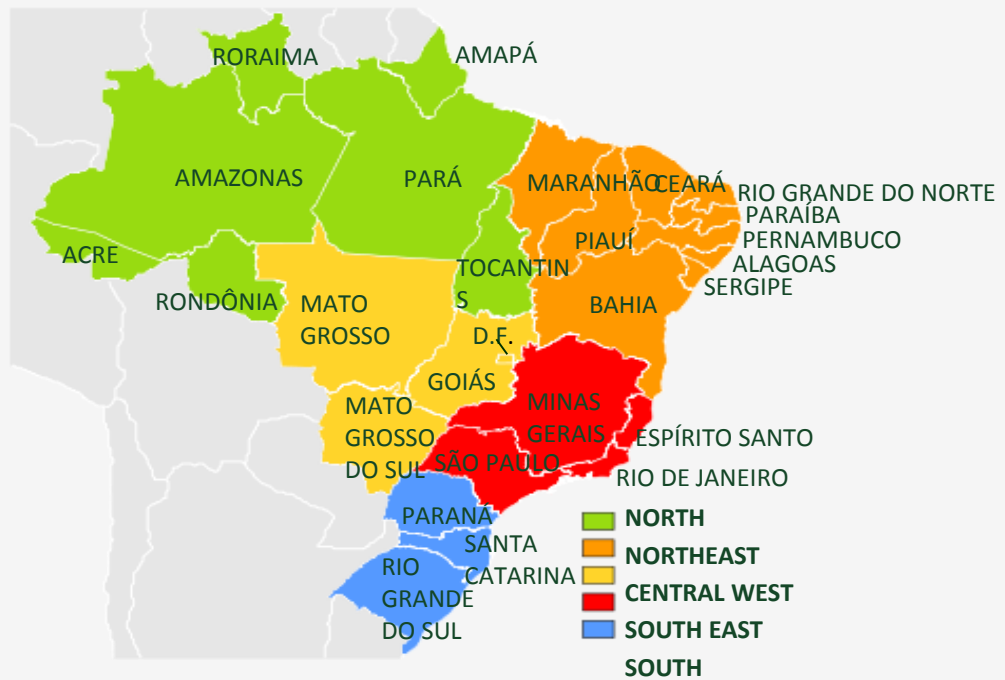 RORAIMA
AMAPÁ
AMAZONAS
PARÁ
MARANHÃO
CEARÁ
RIO GRANDE DO NORTE
PARAÍBA
PIAUÍ
PERNAMBUCO
ACRE
TOCANTIN
S
ALAGOAS
SERGIPE
RONDÔNIA
MATO
GROSSO
BAHIA
D.F.
GOIÁS
MATO
GROSSO
DO SUL
MINAS
GERAIS
ESPÍRITO SANTO
SÃO PAULO
RIO DE JANEIRO
PARANÁ
SANTA
CATARINA
RIO
GRANDE
DO SUL
NORTH
NORTHEAST
CENTRAL WEST
SOUTH EAST
SOUTH